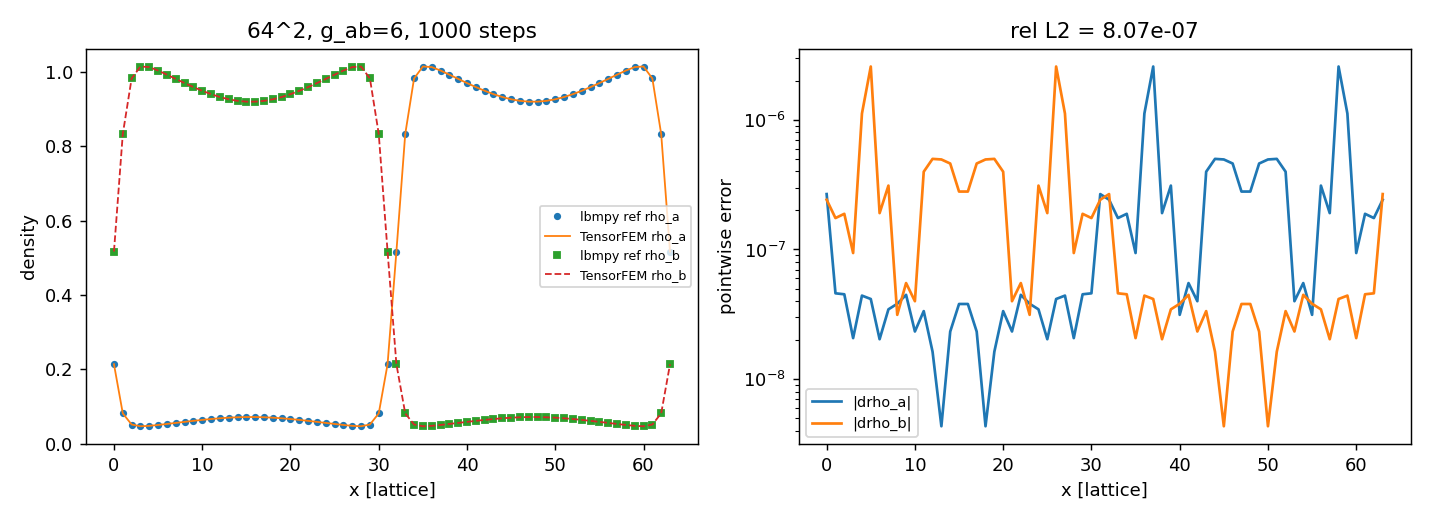 64^2, g_ab=6, 1000 steps
density
1.0
0.8
0.6
0.4
0.2
0.0
lbmpy ref rho_a
TensorFEM rho_a
lbmpy ref rho_b
TensorFEM rho_b
0 10 20 30 40 50 60
x [lattice]
rel L2 = 8.07e-07
pointwise error
10^-6
10^-7
10^-8
|drho_a|
|drho_b|
0 10 20 30 40 50 60
x [lattice]